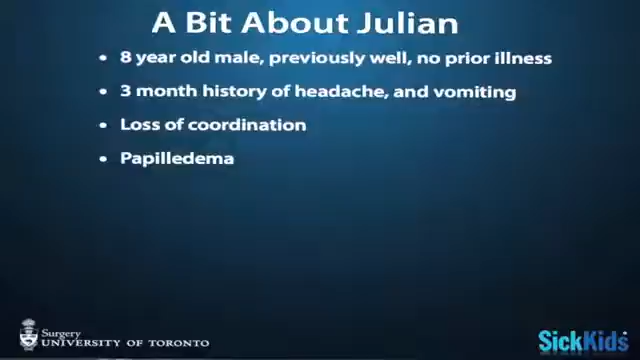 A Bit About Julian
• 8 year old male, previously well, no prior illness
• 3 month history of headache, and vomiting
• Loss of coordination
• Papilledema
Surgery
UNIVERSITY OF TORONTO
SickKids